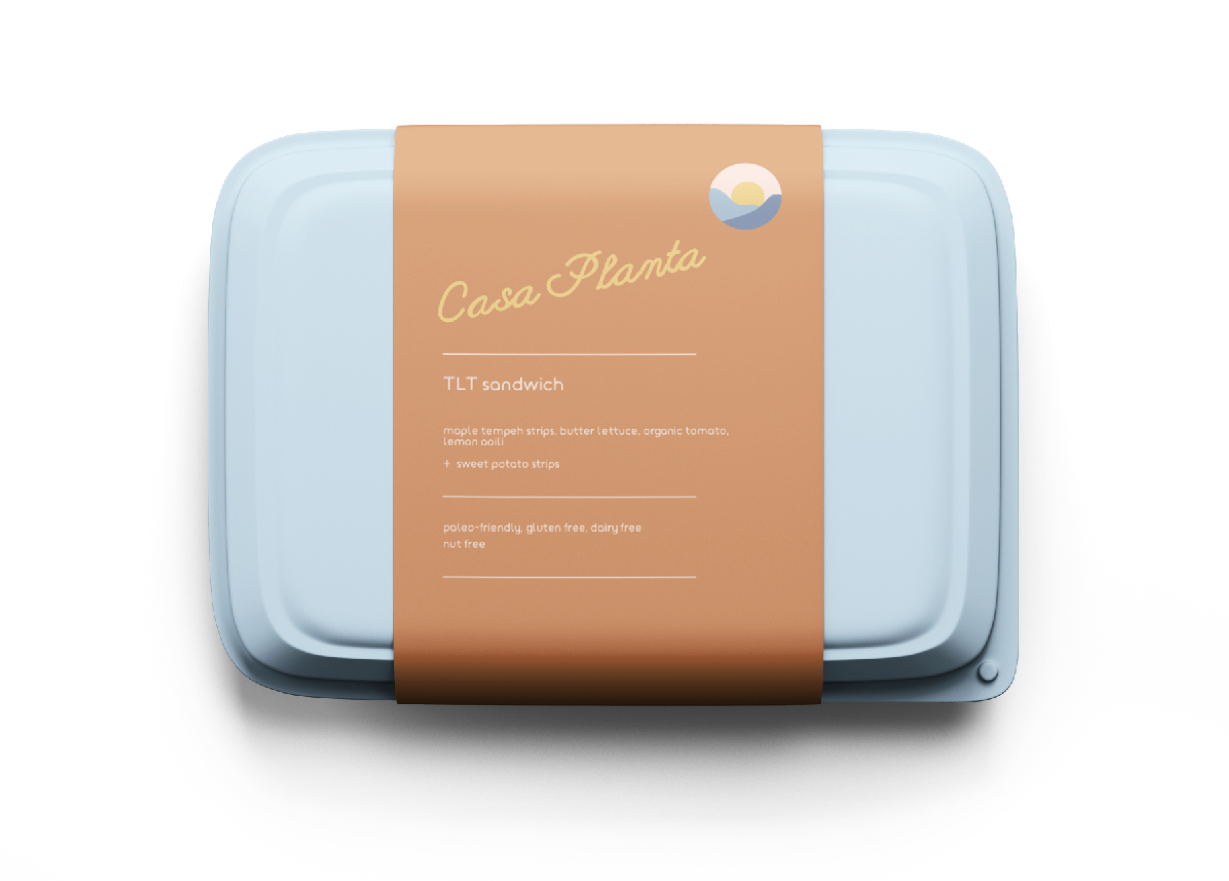 Casa Planta
TLT sandwich
maple tempeh strips, butter lettuce, organic tomato,
lemon aoili
+ sweet potato strips
paleo-friendly, gluten free, dairy free
nut free